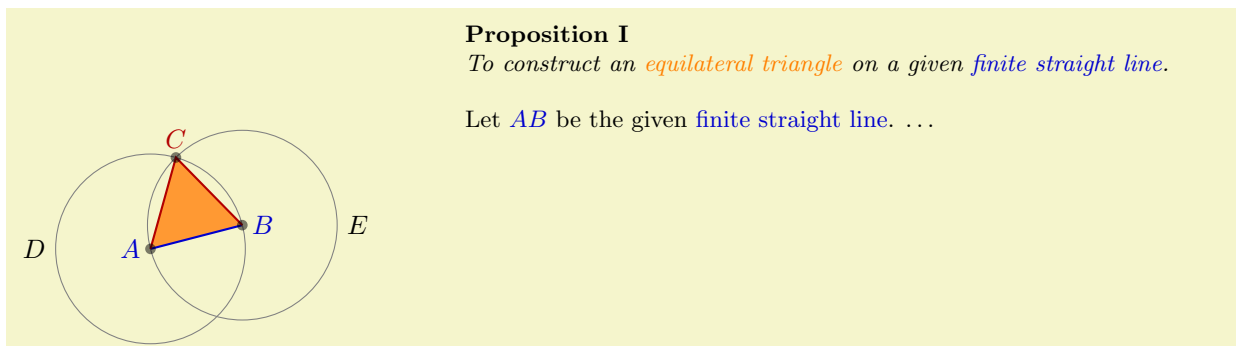 Proposition I
To construct an equilateral triangle on a given finite straight line.
Let AB be the given finite straight line. …
C
B
E
D
A